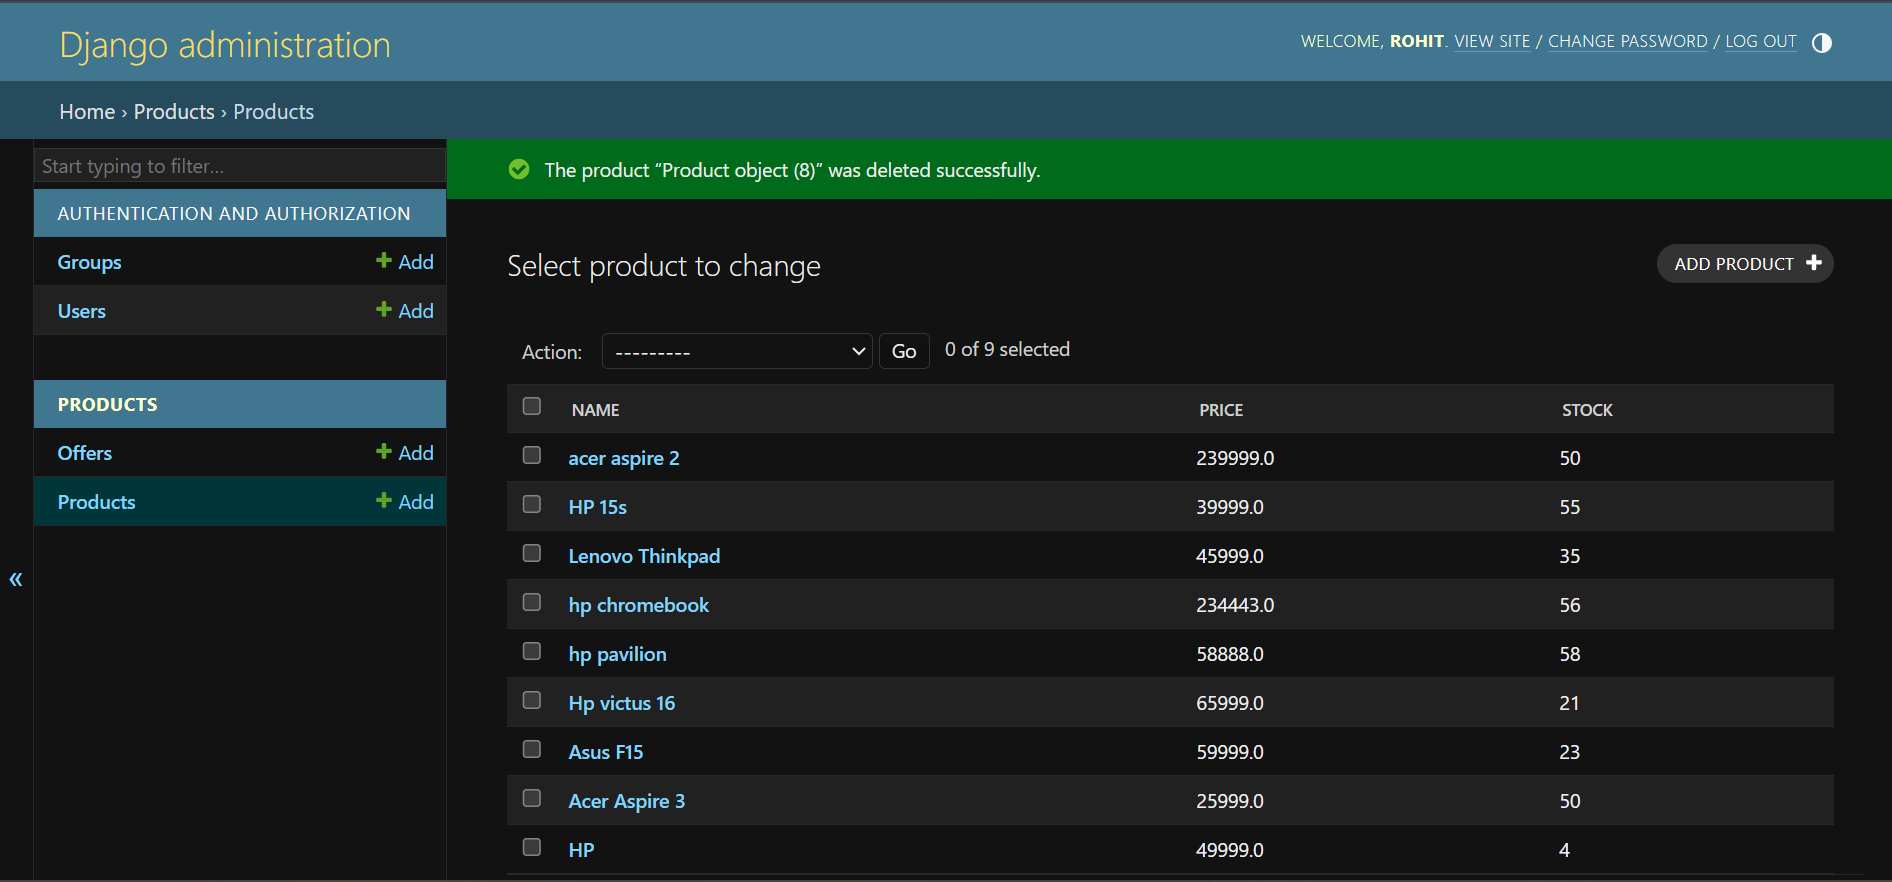 Django administration
WELCOME, ROHIT. VIEW SITE / CHANGE PASSWORD / LOG OUT
Home › Products › Products
Start typing to filter...
AUTHENTICATION AND AUTHORIZATION
Groups + Add
Users + Add
PRODUCTS
Offers + Add
Products + Add
«
The product “Product object (8)” was deleted successfully.
Select product to change
ADD PRODUCT +
Action: --------- Go 0 of 9 selected
NAME PRICE STOCK
acer aspire 2 239999.0 50
HP 15s 39999.0 55
Lenovo Thinkpad 45999.0 35
hp chromebook 234443.0 56
hp pavilion 58888.0 58
Hp victus 16 65999.0 21
Asus F15 59999.0 23
Acer Aspire 3 25999.0 50
HP 49999.0 4